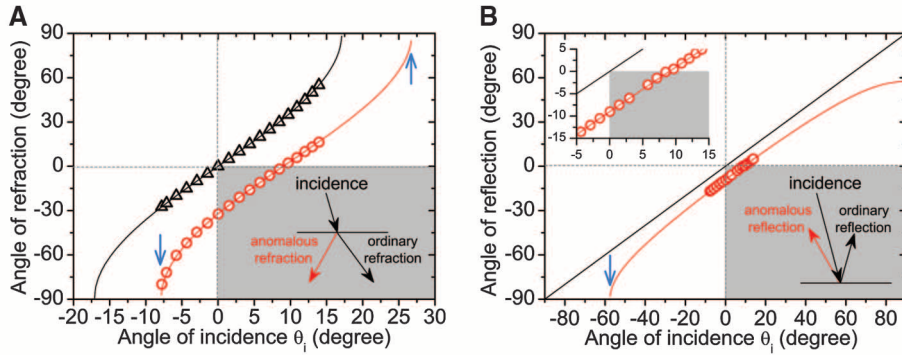 A
Angle of refraction (degree)
90
60
30
0
-30
-60
-90
-20 -15 -10 -5 0 5 10 15 20 25 30
Angle of incidence θi (degree)
incidence
anomalous
refraction
ordinary
refraction
B
Angle of reflection (degree)
90
60
30
0
-30
-60
-90
-80 -60 -40 -20 0 20 40 60 80
Angle of incidence θi (degree)
5
0
-5
-10
-15
-5 0 5 10 15
incidence
anomalous
reflection
ordinary
reflection